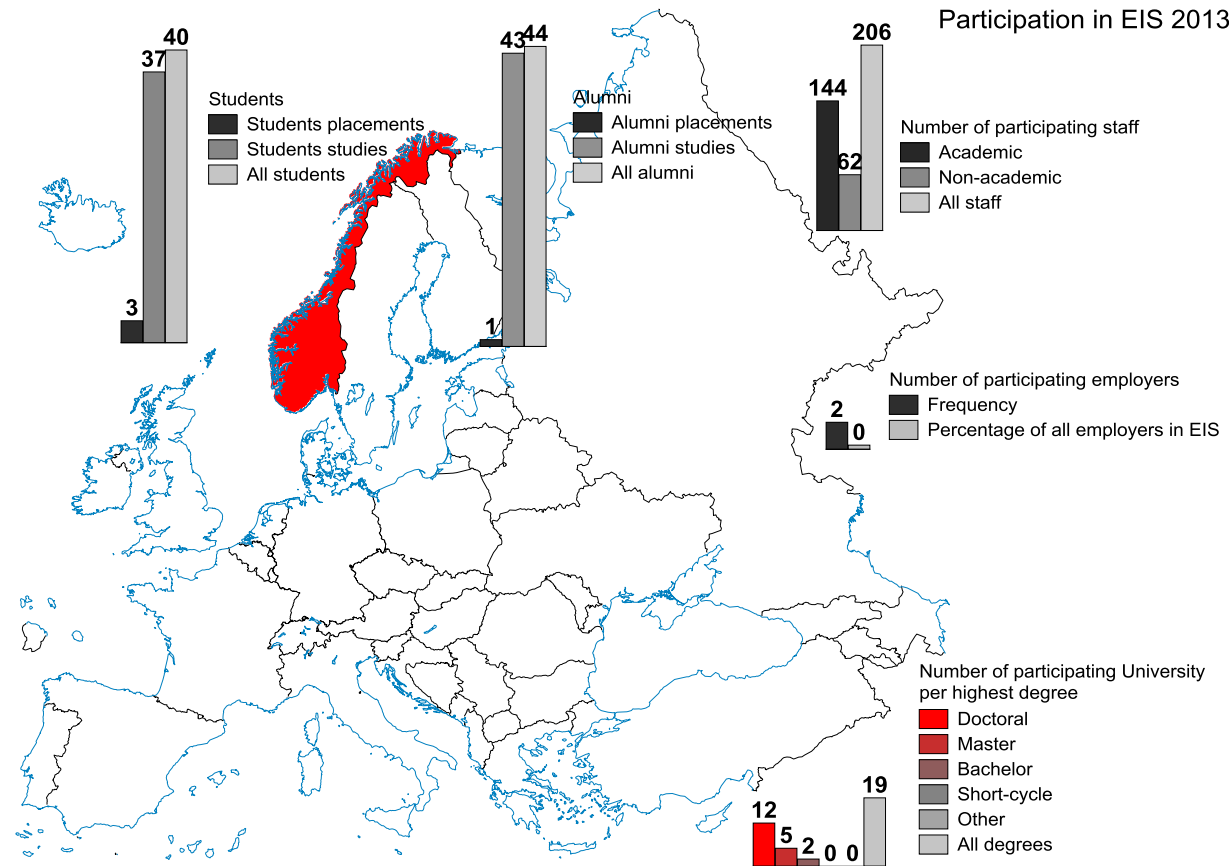 Participation in EIS 2013
3
37
40
Students
Students placements
Students studies
All students
1
43
44
Alumni
Alumni placements
Alumni studies
All alumni
144
62
206
Number of participating staff
Academic
Non-academic
All staff
2
0
Number of participating employers
Frequency
Percentage of all employers in EIS
Number of participating University
per highest degree
Doctoral
Master
Bachelor
Short-cycle
Other
All degrees
12
5
2
0
0
19